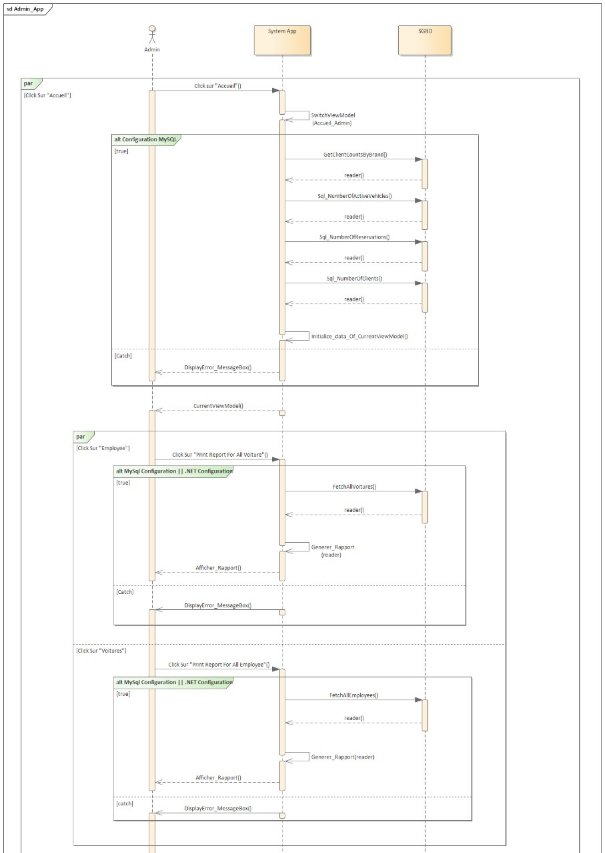 sd Admin_App
System App
SGBD
Admin
par
[Click Sur "Accueil"]
Click sur "Accueil"()
SwitchViewModel
(Accueil_Admin)
alt Configuration MySQL
[true]
GetClientCountsByBrand()
reader()
Sql_NumberOfActiveVehicles()
reader()
Sql_NumberOfReservations()
reader()
Sql_NumberOfClients()
reader()
Initialize_data_Of_CurrentViewModel()
[Catch]
DisplayError_MessageBox()
CurrentViewModel()
par
[Click Sur "Employee"]
Click Sur "Print Report For All Voiture"()
alt MySql Configuration || .NET Configuration
[true]
FetchAllVoitures()
reader()
Generer_Rapport
(reader)
Afficher_Rapport()
[Catch]
DisplayError_MessageBox()
[Click Sur "Voitures"]
Click Sur "Print Report For All Employee"()
alt MySql Configuration || .NET Configuration
[true]
FetchAllEmployees()
reader()
Generer_Rapport(reader)
Afficher_Rapport()
[catch]
DisplayError_MessageBox()